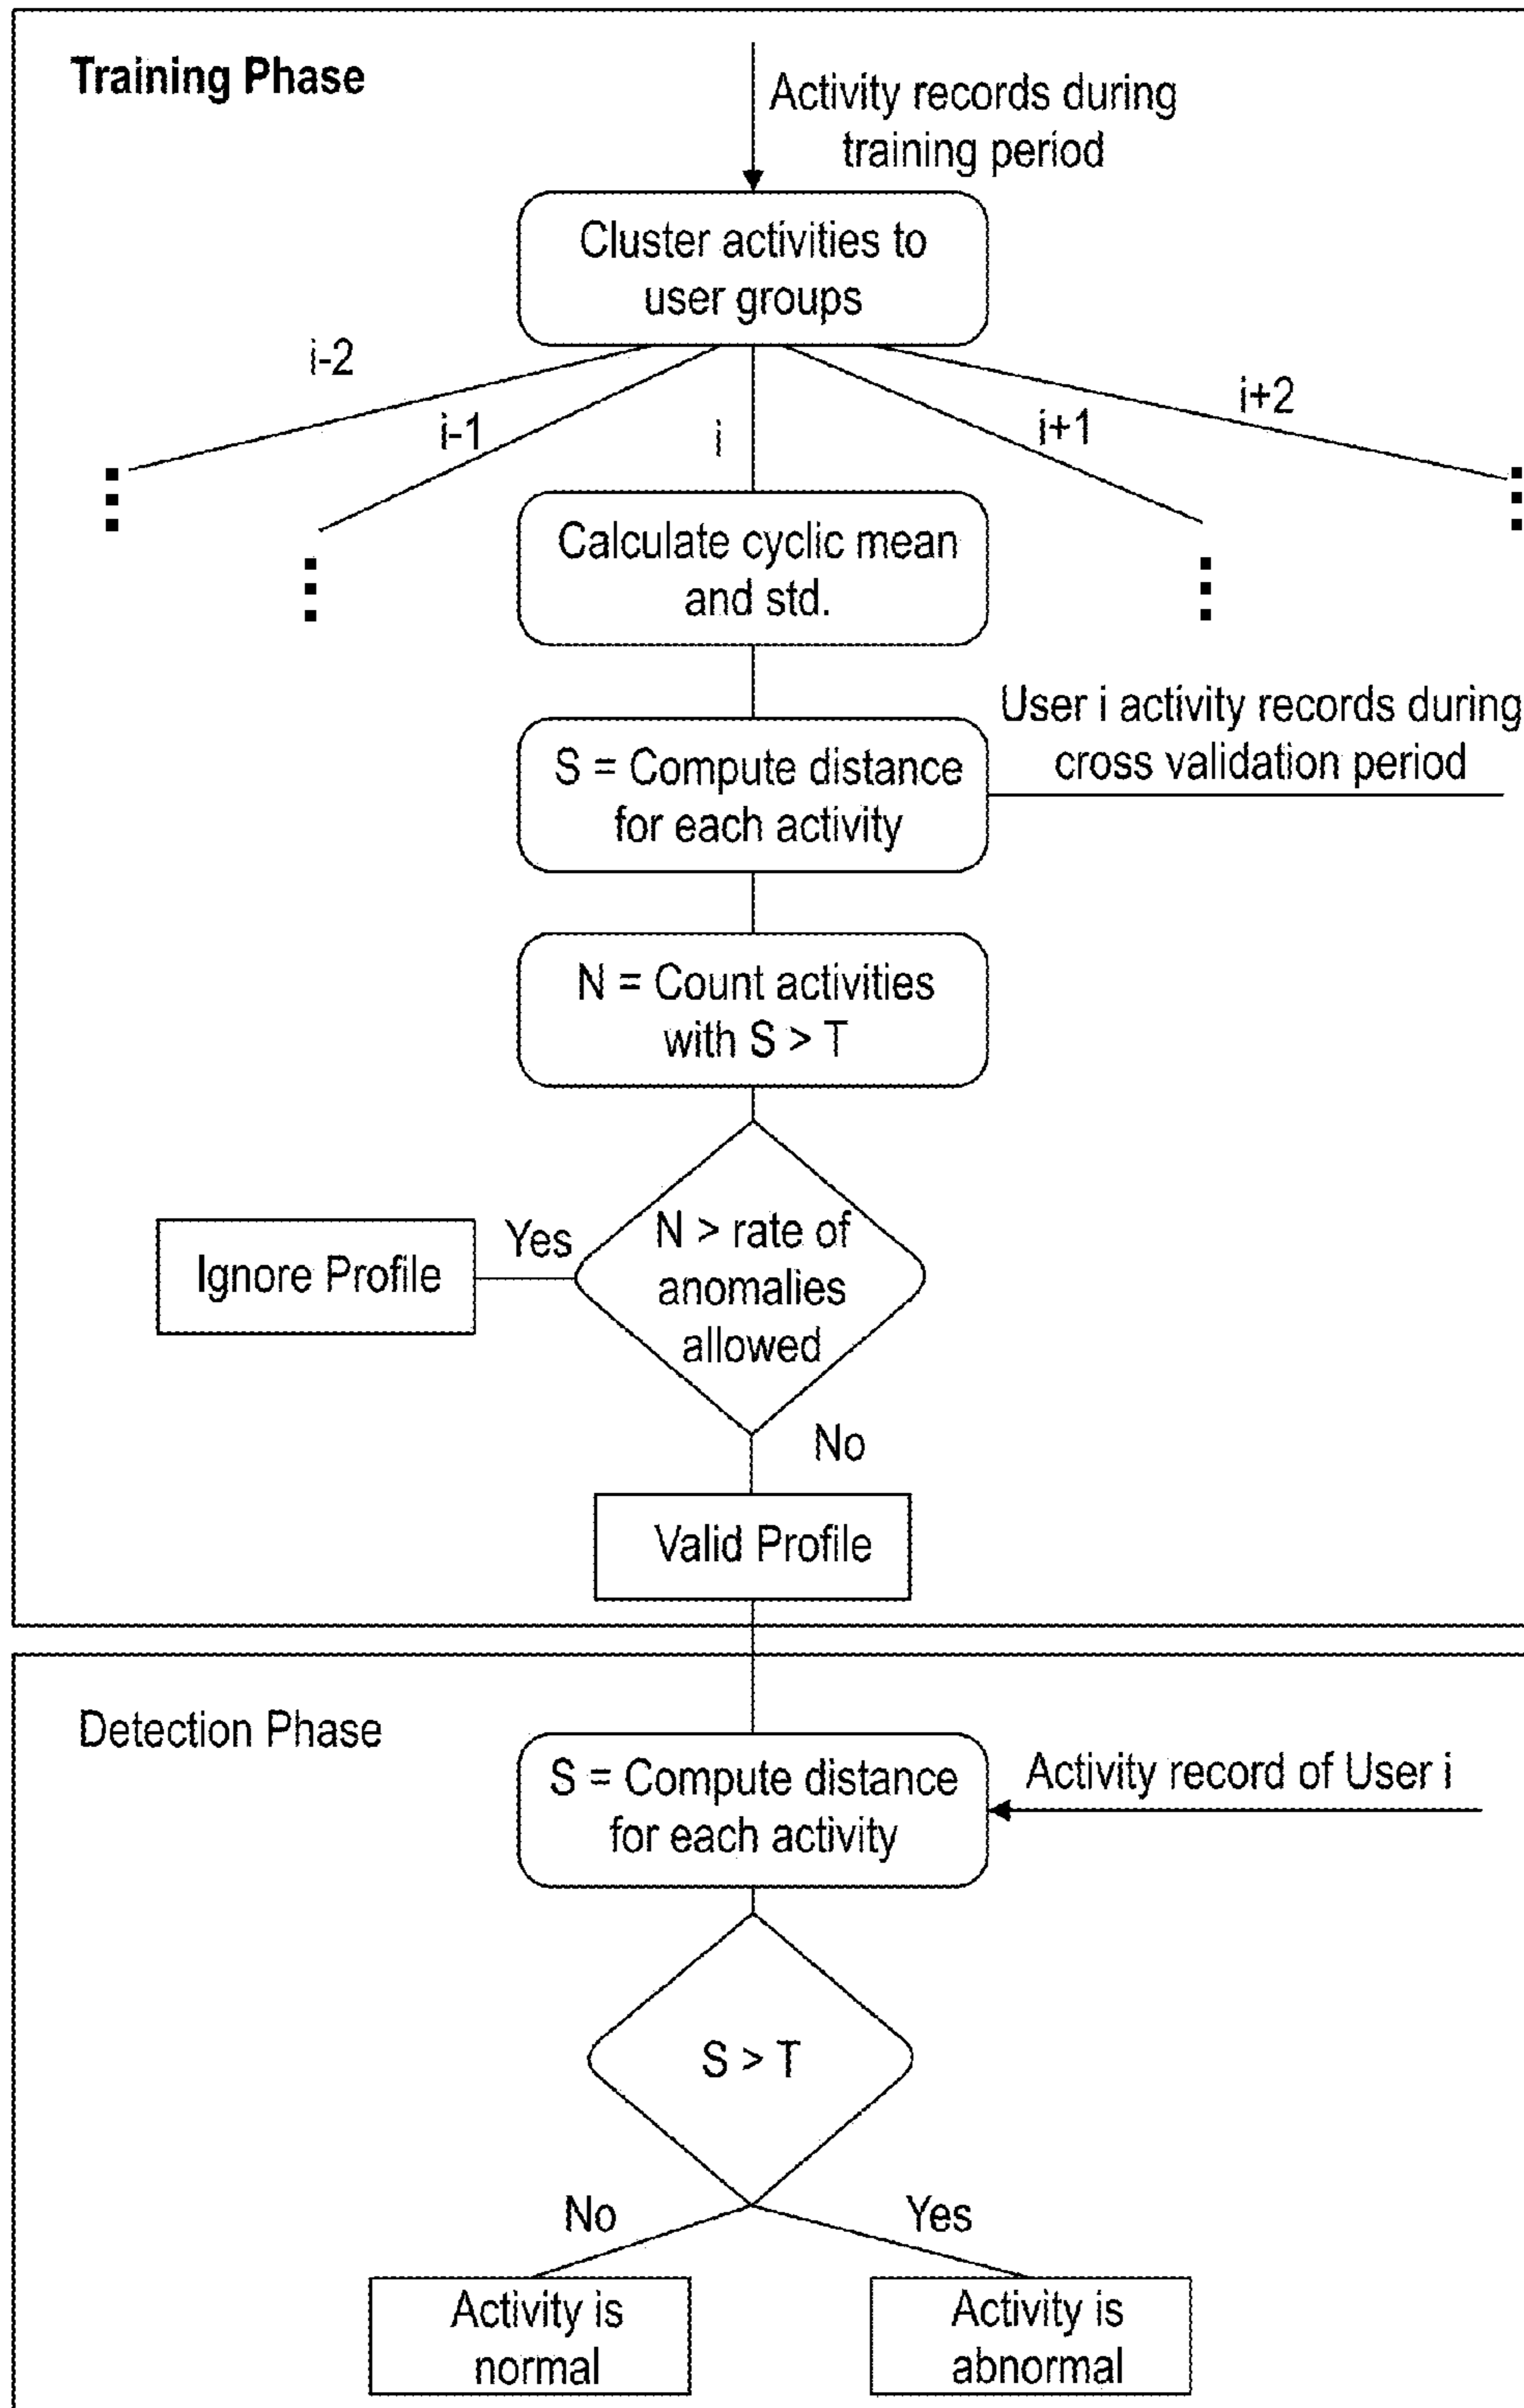 Training Phase
Activity records during
training period
Cluster activities to
user groups
i-2
i-1
i
i+1
i+2
Calculate cyclic mean
and std.
User i activity records during
cross validation period
S = Compute distance
for each activity
N = Count activities
with S > T
N > rate of
anomalies
allowed
Yes
Ignore Profile
No
Valid Profile
Detection Phase
S = Compute distance
for each activity
Activity record of User i
S > T
No
Yes
Activity is
normal
Activity is
abnormal